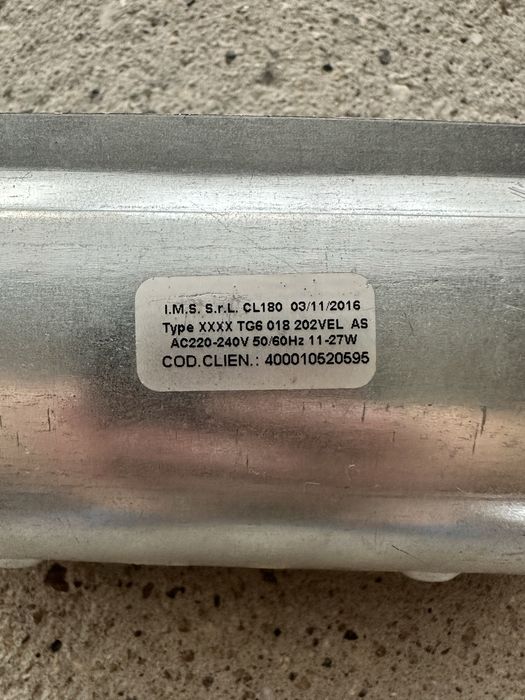 I.M.S. S.r.L. CL180 03/11/2016
Type XXXX TG6 018 202VEL AS
AC220-240V 50/60Hz 11-27W
COD.CLIEN.: 400010520595